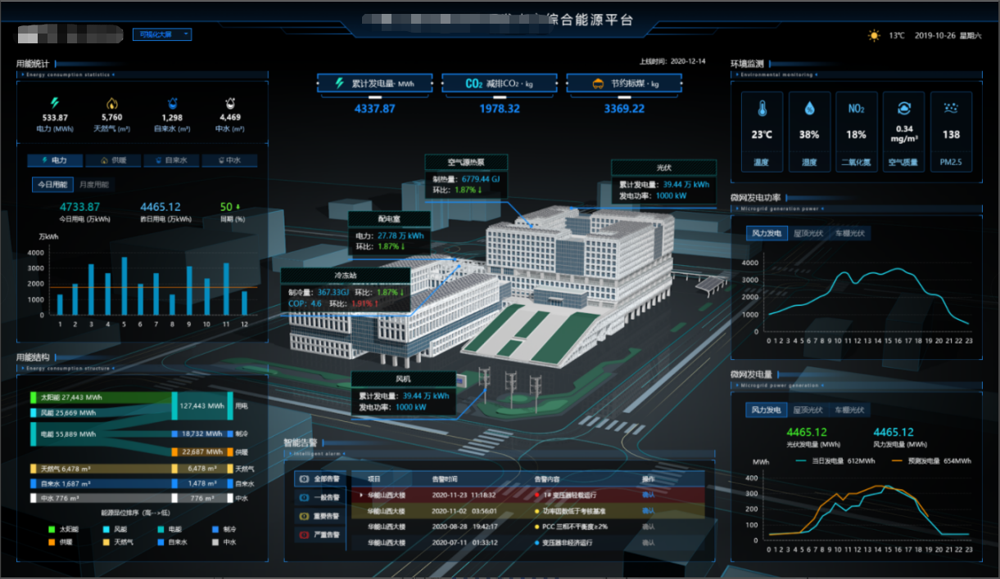 综合能源平台
可视化大屏
13℃ 2019-10-26 星期六
上线时间: 2020-12-14
用能统计
Energy consumption statistics
533.87 5,760 1,298 4,469
电力 (MWh) 天然气 (m³) 自来水 (m³) 中水 (m³)
电力 供暖 自来水 中水
今日用能 月度用能
4733.87 4465.12 50
今日用电 (万kWh) 昨日用电 (万kWh) 同期 (%)
万kWh
4000
3000
2000
1000
0
1 2 3 4 5 6 7 8 9 10 11 12
用能结构
Energy consumption structure
太阳能 27,443 MWh
风能 25,669 MWh
电能 55,889 MWh
127,443 MWh 用电
18,732 MWh 制冷
22,687 MWh 供暖
天然气 6,478 m³ 6,478 m³ 天然气
自来水 1,687 m³ 1,478 m³ 自来水
中水 776 m³ 776 m³ 中水
能源品位排序 (高-->低)
太阳能 风能 电能 制冷
供暖 天然气 自来水 中水
累计发电量· MWh CO₂ 减排CO₂ · kg 节约标煤 · kg
4337.87 1978.32 3369.22
空气源热泵
制热量: 6779.44 GJ
环比: 1.87% ↓
光伏
累计发电量: 39.44 万 kWh
发电功率: 1000 kW
配电室
电力: 27.78 万 kWh
环比: 1.87% ↓
冷冻站
制冷量: 367.33GJ 环比: 1.87% ↓
COP: 4.6 环比: 1.91% ↑
H
风机
累计发电量: 39.44 万 kWh
发电功率: 1000 kW
智能告警
Intelligent alarm
全部告警
一般告警
重要告警
严重告警
项目 告警时间 告警内容 操作
华能山西大楼 2020-11-23 11:18:32 1# 变压器轻载运行 确认
华能山西大楼 2020-11-02 03:56:01 功率因数低于考核基准 确认
华能山西大楼 2020-08-28 19:42:17 PCC 三相不平衡度≥2% 确认
华能山西大楼 2020-07-11 01:33:12 变压器非经济运行 确认
环境监测
Environmental monitoring
NO₂
23℃ 38% 18% 0.34 mg/m³ 138
温度 湿度 二氧化氮 空气质量 PM2.5
微网发电功率
Microgrid generation power
风力发电 屋顶光伏 车棚光伏
4000
3000
2000
1000
0
0 1 2 3 4 5 6 7 8 9 10 11 12 13 14 15 16 17 18 19 20 21 22 23
微网发电量
Microgrid power generation
风力发电 屋顶光伏 车棚光伏
4465.12 4465.12
光伏发电量 (MWh) 风力发电量 (MWh)
MWh 当日发电量 612MWh 预测发电量 654MWh
400
300
200
100
0
0 1 2 3 4 5 6 7 8 9 10 11 12 13 14 15 16 17 18 19 20 21 22 23